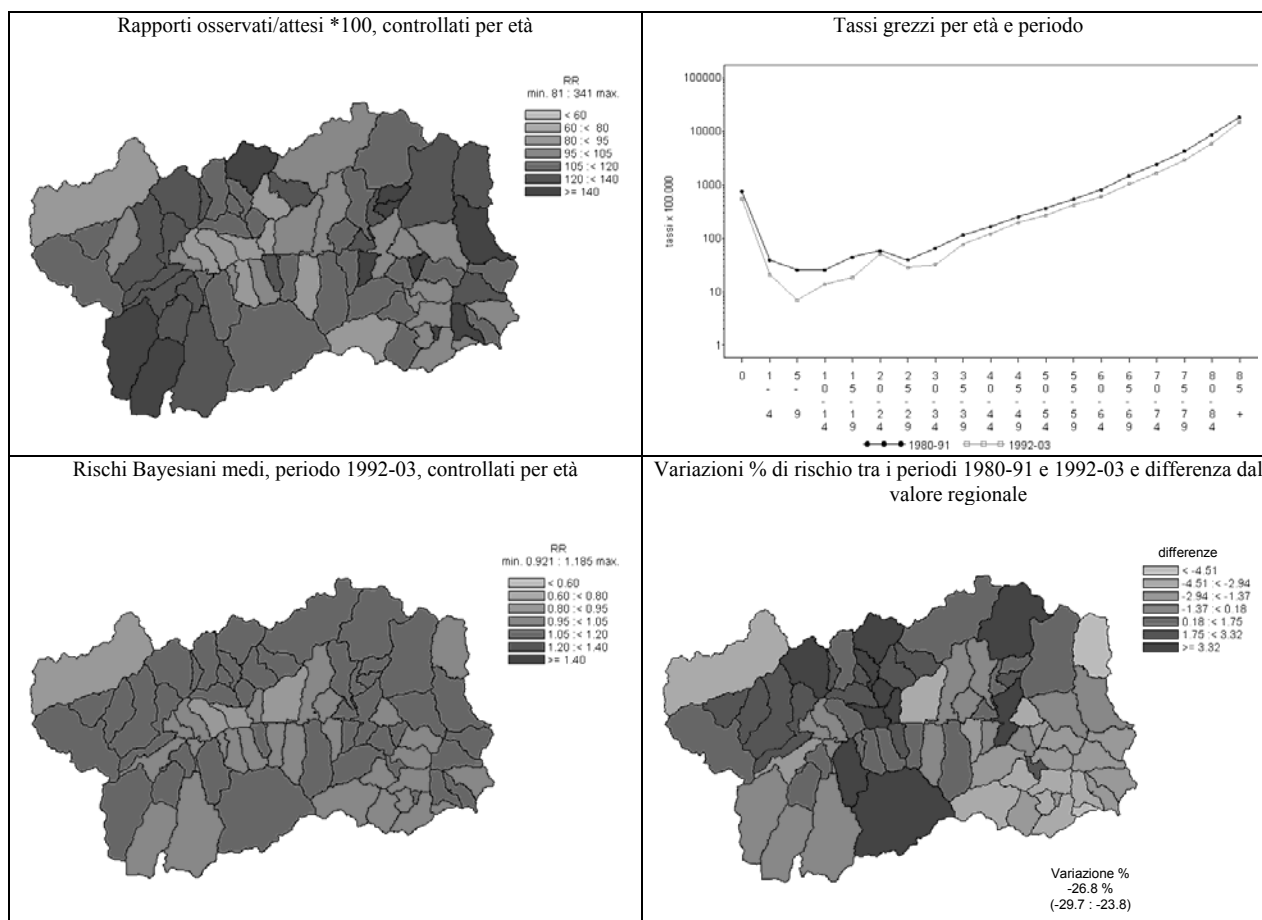 Rapporti osservati/attesi *100, controllati per età
RR
min. 81 : 341 max.
< 60
60 :< 80
80 :< 95
95 :< 105
105 :< 120
120 :< 140
>= 140
Tassi grezzi per età e periodo
tassi x 100.000
100000
10000
1000
100
10
1
0
1-4
5-9
10-14
15-19
20-24
25-29
30-34
35-39
40-44
45-49
50-54
55-59
60-64
65-69
70-74
75-79
80-84
85+
1980-91
1992-03
Rischi Bayesiani medi, periodo 1992-03, controllati per età
RR
min. 0.921 : 1.185 max.
< 0.60
0.60 :< 0.80
0.80 :< 0.95
0.95 :< 1.05
1.05 :< 1.20
1.20 :< 1.40
>= 1.40
Variazioni % di rischio tra i periodi 1980-91 e 1992-03 e differenza dal
valore regionale
differenze
< -4.51
-4.51 :< -2.94
-2.94 :< -1.37
-1.37 :< 0.18
0.18 :< 1.75
1.75 :< 3.32
>= 3.32
Variazione %
-26.8 %
(-29.7 : -23.8)